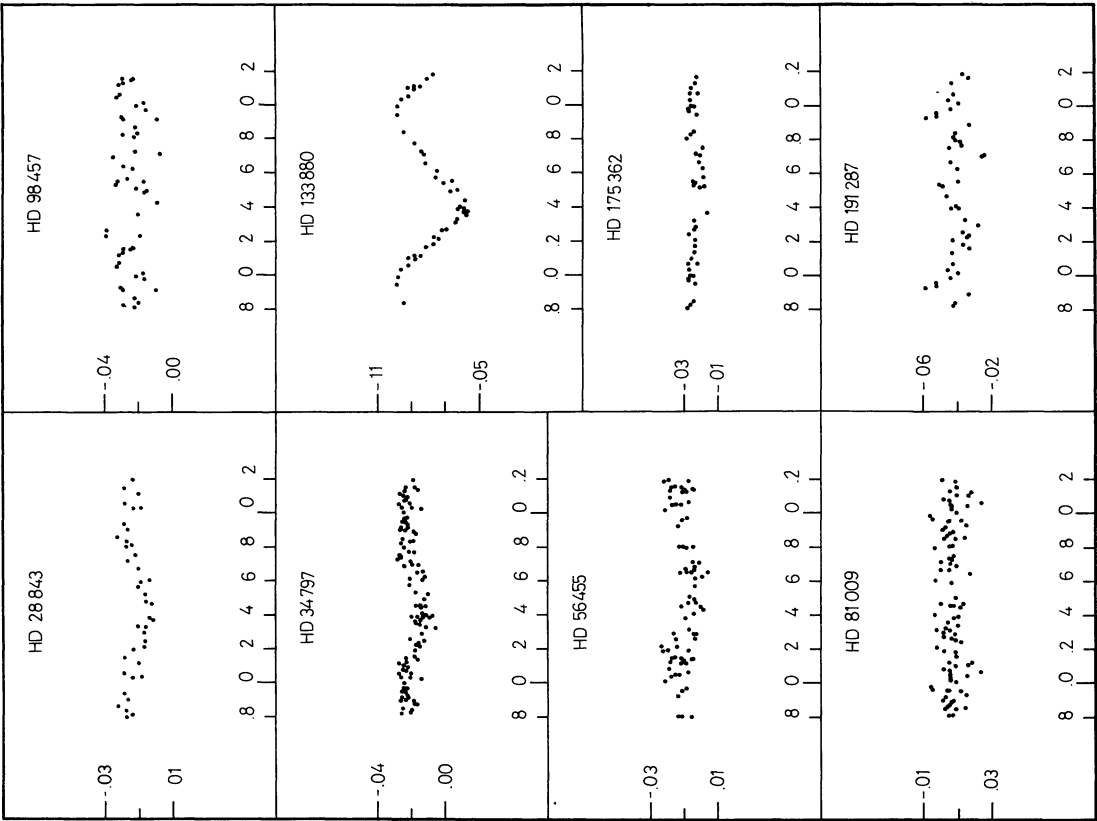 HD 28843
-.03
.01
.8 0 2 4 6 8 0 2
HD 98457
-.04
.00
8 .0 .2 4 6 8 0 2
HD 34797
-.04
.00
8 0 2 4 6 8 0 .2
HD 133880
-.11
-.05
.8 .0 .2 4 6 8 0 2
HD 56455
-.03
.01
8 0 2 4 6 8 0 .2
HD 175362
-.03
-.01
8 .0 2 4 6 8 0 2
HD 81009
-.01
.03
8 .0 .2 4 6 8 0 2
HD 191287
-.06
-.02
8 .0 2 4 6 8 0 2